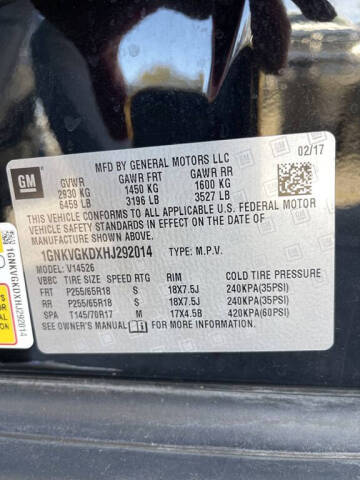 GM
MFD BY GENERAL MOTORS LLC 02/17
GVWR GAWR FRT GAWR RR
2930 KG 1450 KG 1600 KG
6459 LB 3196 LB 3527 LB
THIS VEHICLE CONFORMS TO ALL APPLICABLE U.S. FEDERAL MOTOR
VEHICLE SAFETY STANDARDS IN EFFECT ON THE DATE OF
MANUFACTURE SHOWN ABOVE.
1GNKVGKDXHJ292014 TYPE: M.P.V.
V14526
VBBC TIRE SIZE SPEED RTG RIM COLD TIRE PRESSURE
FRT P255/65R18 S 18X7.5J 240KPA(35PSI)
RR P255/65R18 S 18X7.5J 240KPA(35PSI)
SPA T145/70R17 M 17X4.5B 420KPA(60PSI)
SEE OWNER'S MANUAL FOR MORE INFORMATION
1GNKVGKDXHJ292014